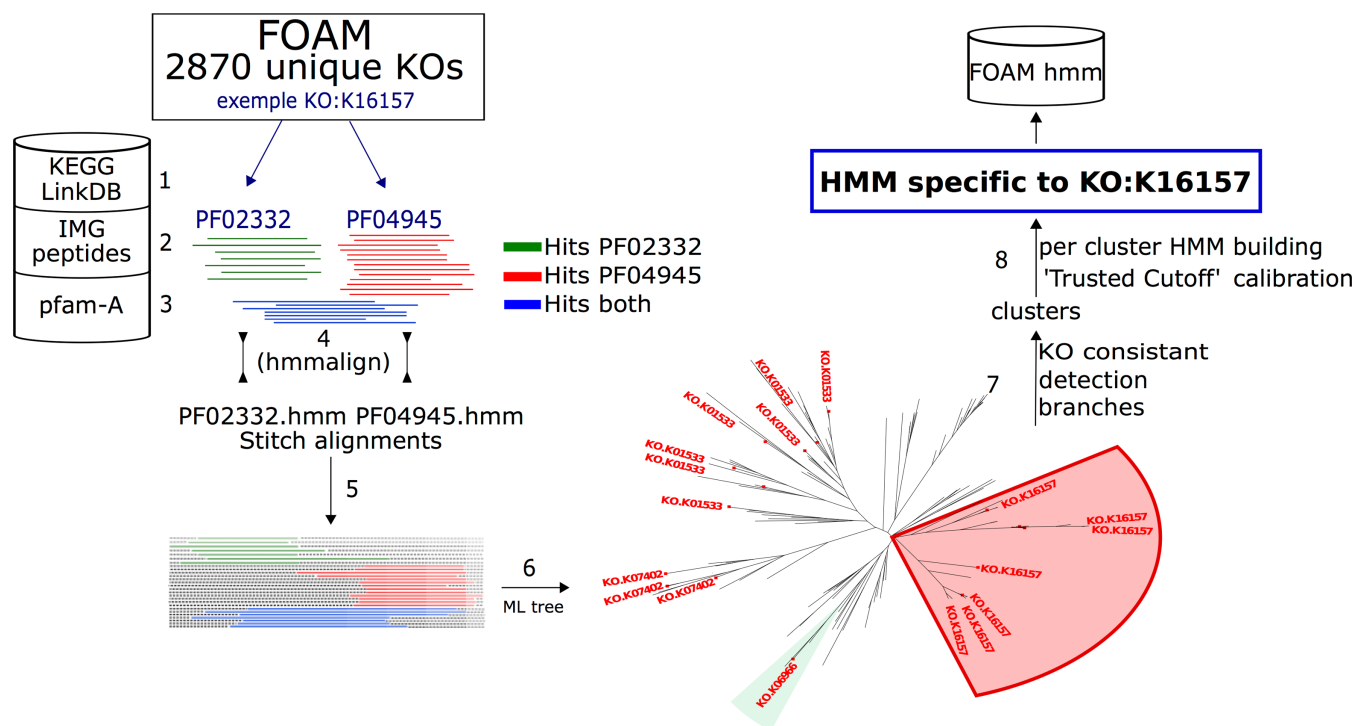 FOAM
2870 unique KOs
exemple KO:K16157
KEGG
LinkDB
1
IMG
peptides
2
pfam-A
3
PF02332
PF04945
Hits PF02332
Hits PF04945
Hits both
4
(hmmalign)
PF02332.hmm PF04945.hmm
Stitch alignments
5
6
ML tree
KO.K01533
KO.K01533
KO.K01533
KO.K01533
KO.K01533
KO.K01533
KO.K01533
KO.K07402
KO.K07402
KO.K07402
KO.K06966
KO.K16157
KO.K16157
KO.K16157
KO.K16157
KO.K16157
KO.K16157
KO.K16157
7
KO consistant
detection
branches
clusters
8
per cluster HMM building
'Trusted Cutoff' calibration
HMM specific to KO:K16157
FOAM hmm